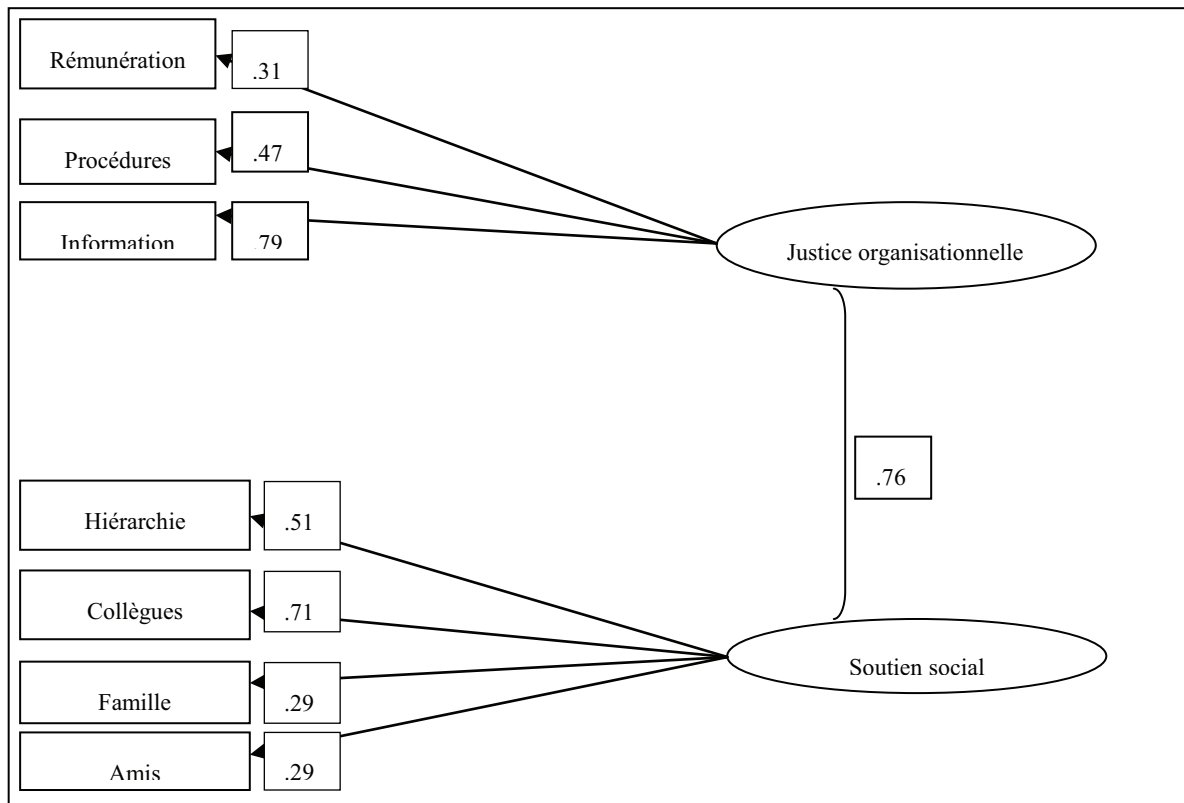 Rémunération
.31
Procédures
.47
Information
.79
Justice organisationnelle
.76
Hiérarchie
.51
Collègues
.71
Soutien social
Famille
.29
Amis
.29